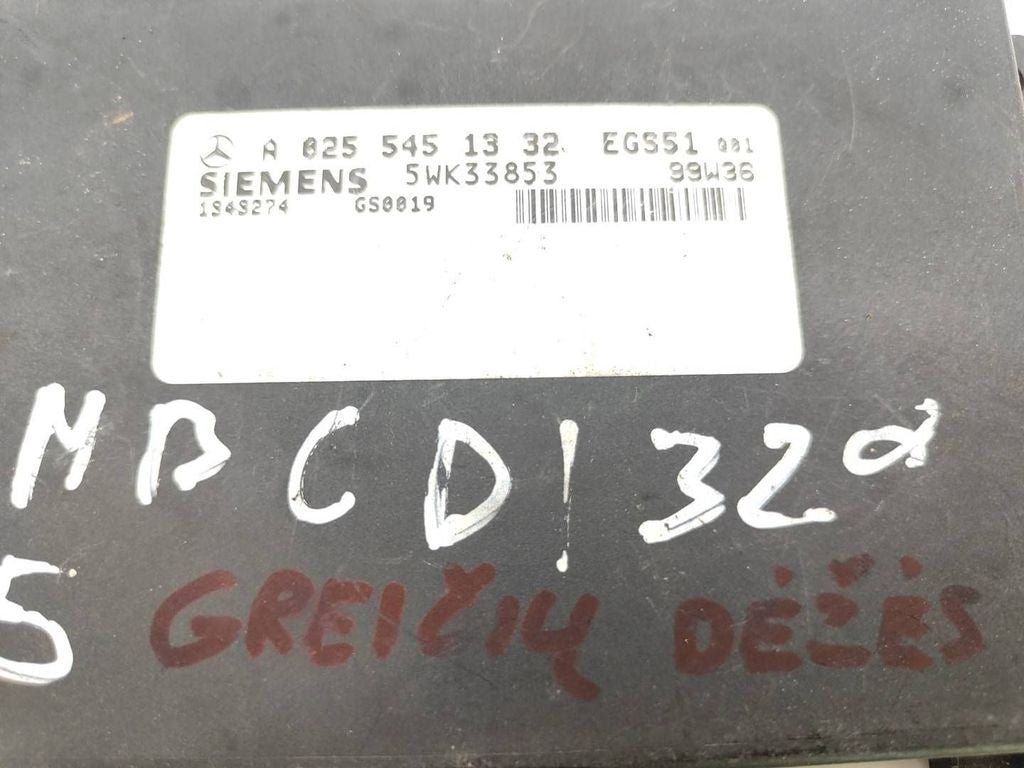 A 025 545 13 32 EGS51 001
SIEMENS 5WK33853 99W36
1949274 GS0019
MB CDI 320
5 GREIČIŲ DĖŽĖS